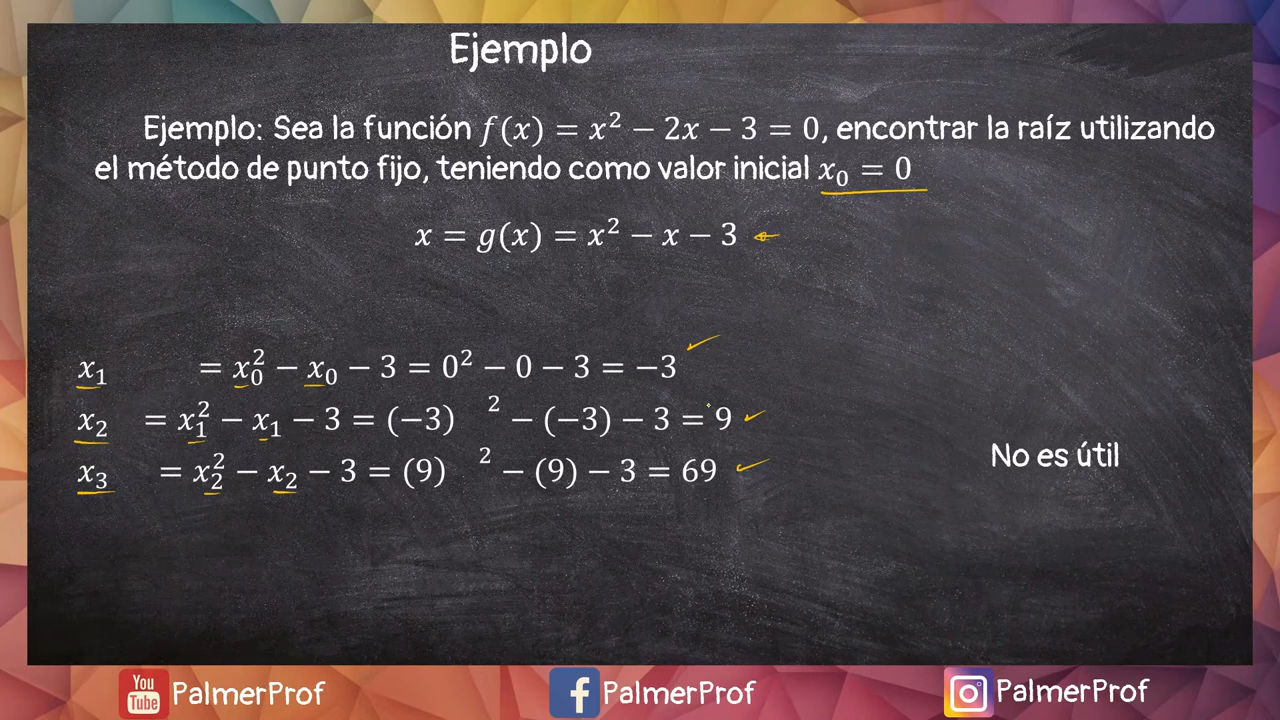 Ejemplo
Ejemplo: Sea la función f(x) = x² − 2x − 3 = 0, encontrar la raíz utilizando
el método de punto fijo, teniendo como valor inicial x₀ = 0
x = g(x) = x² − x − 3
x₁ = x₀² − x₀ − 3 = 0² − 0 − 3 = −3
x₂ = x₁² − x₁ − 3 = (−3)² − (−3) − 3 = 9
x₃ = x₂² − x₂ − 3 = (9)² − (9) − 3 = 69
No es útil
You Tube PalmerProf
f PalmerProf
PalmerProf